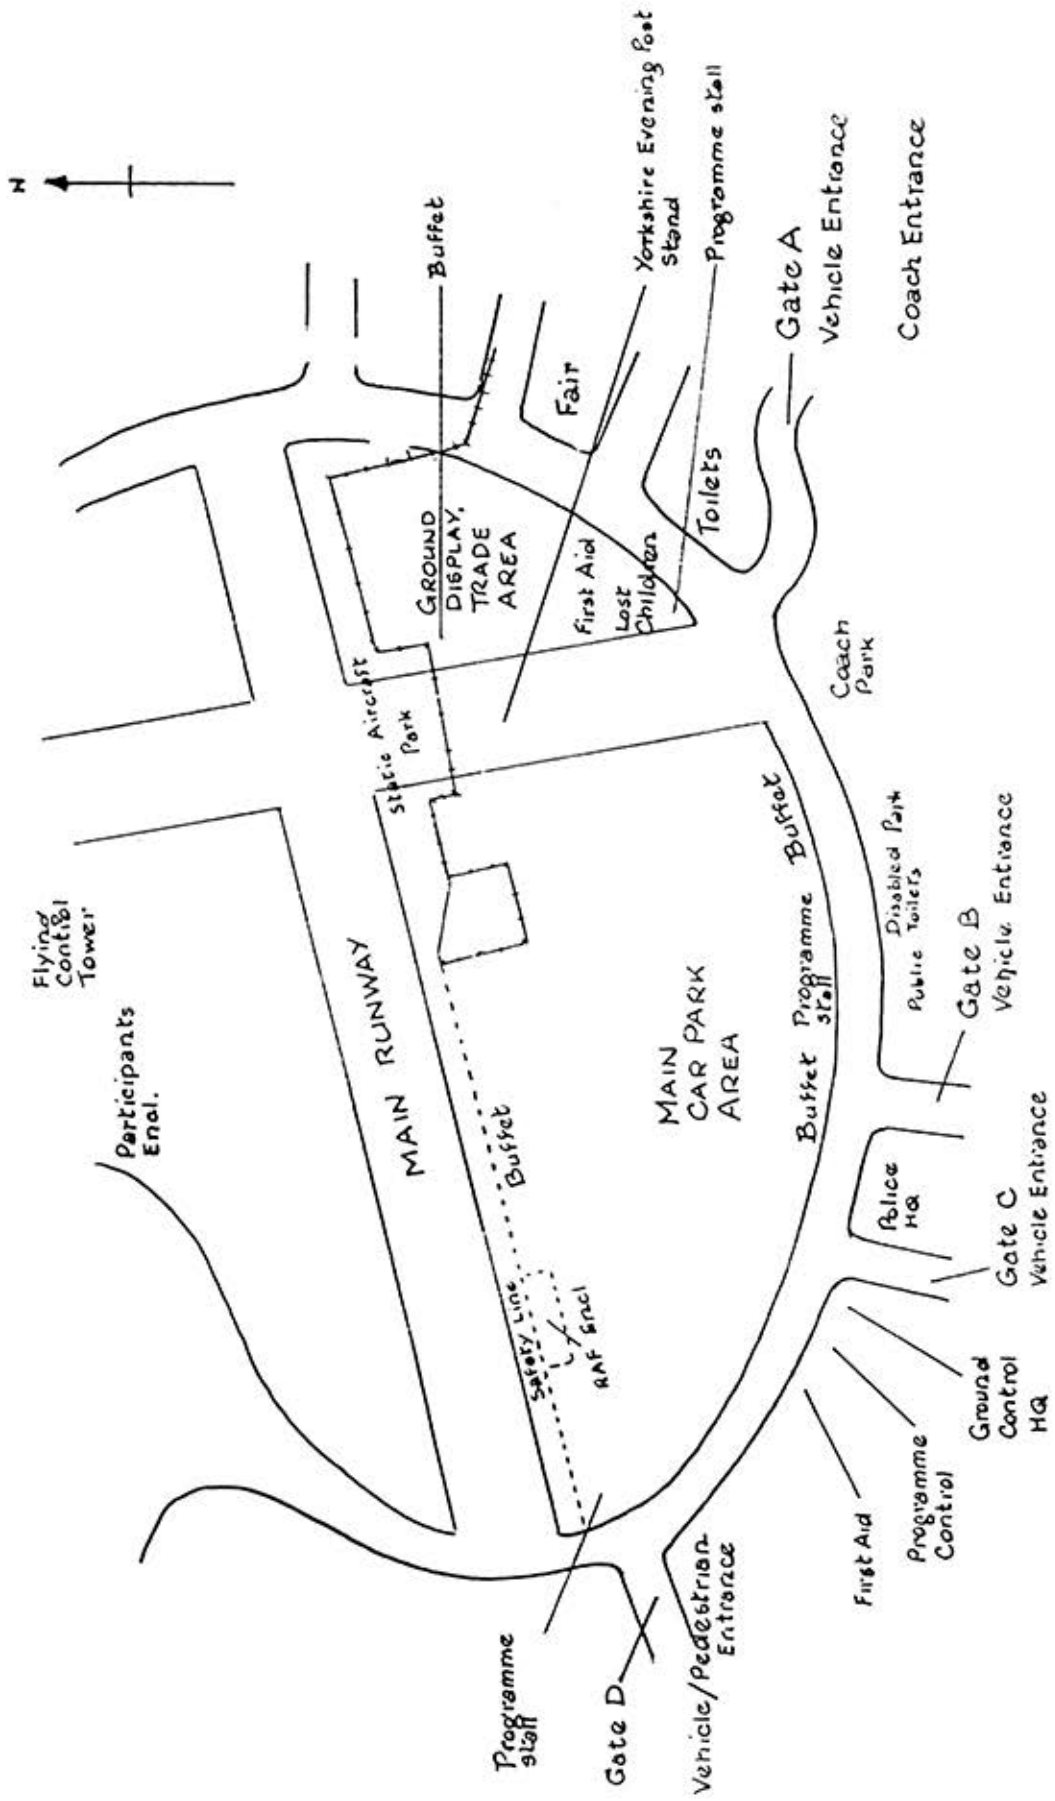 N
Flying
Control
Tower
Participants
Encl.
MAIN RUNWAY
Static Aircraft
Park
Buffet
GROUND
DISPLAY,
TRADE
AREA
Fair
Yorkshire Evening Post
stand
Programme stall
First Aid
Lost
Children
Toilets
Gate A
Vehicle Entrance
Coach Entrance
Coach
Park
Safety Line
RAF Encl
Buffet
MAIN
CAR PARK
AREA
Buffet
Programme
stall
Buffet
Disabled Park
Public Toilets
Gate B
Vehicle Entrance
Police
HQ
Gate C
Vehicle Entrance
Ground
Control
HQ
Programme
Control
First Aid
Programme
stall
Gate D
Vehicle/Pedestrian
Entrance